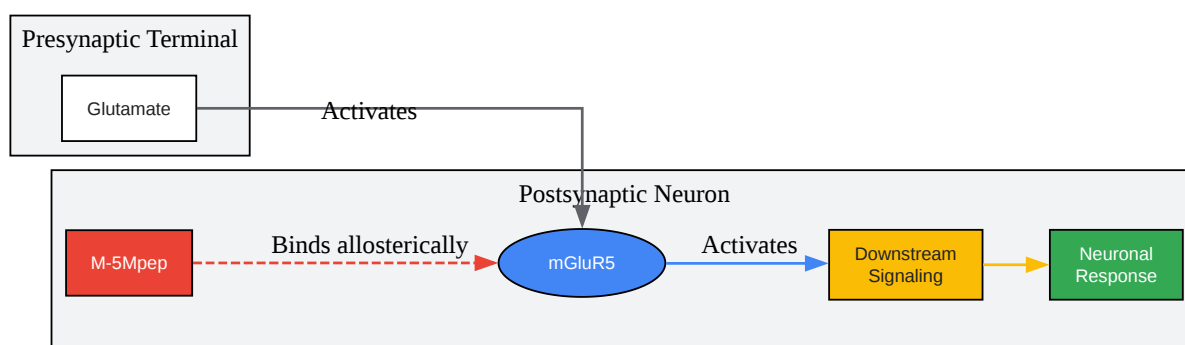 Presynaptic Terminal
Glutamate
Activates
Postsynaptic Neuron
M-5Mpep
Binds allosterically
mGluR5
Activates
Downstream
Signaling
Neuronal
Response